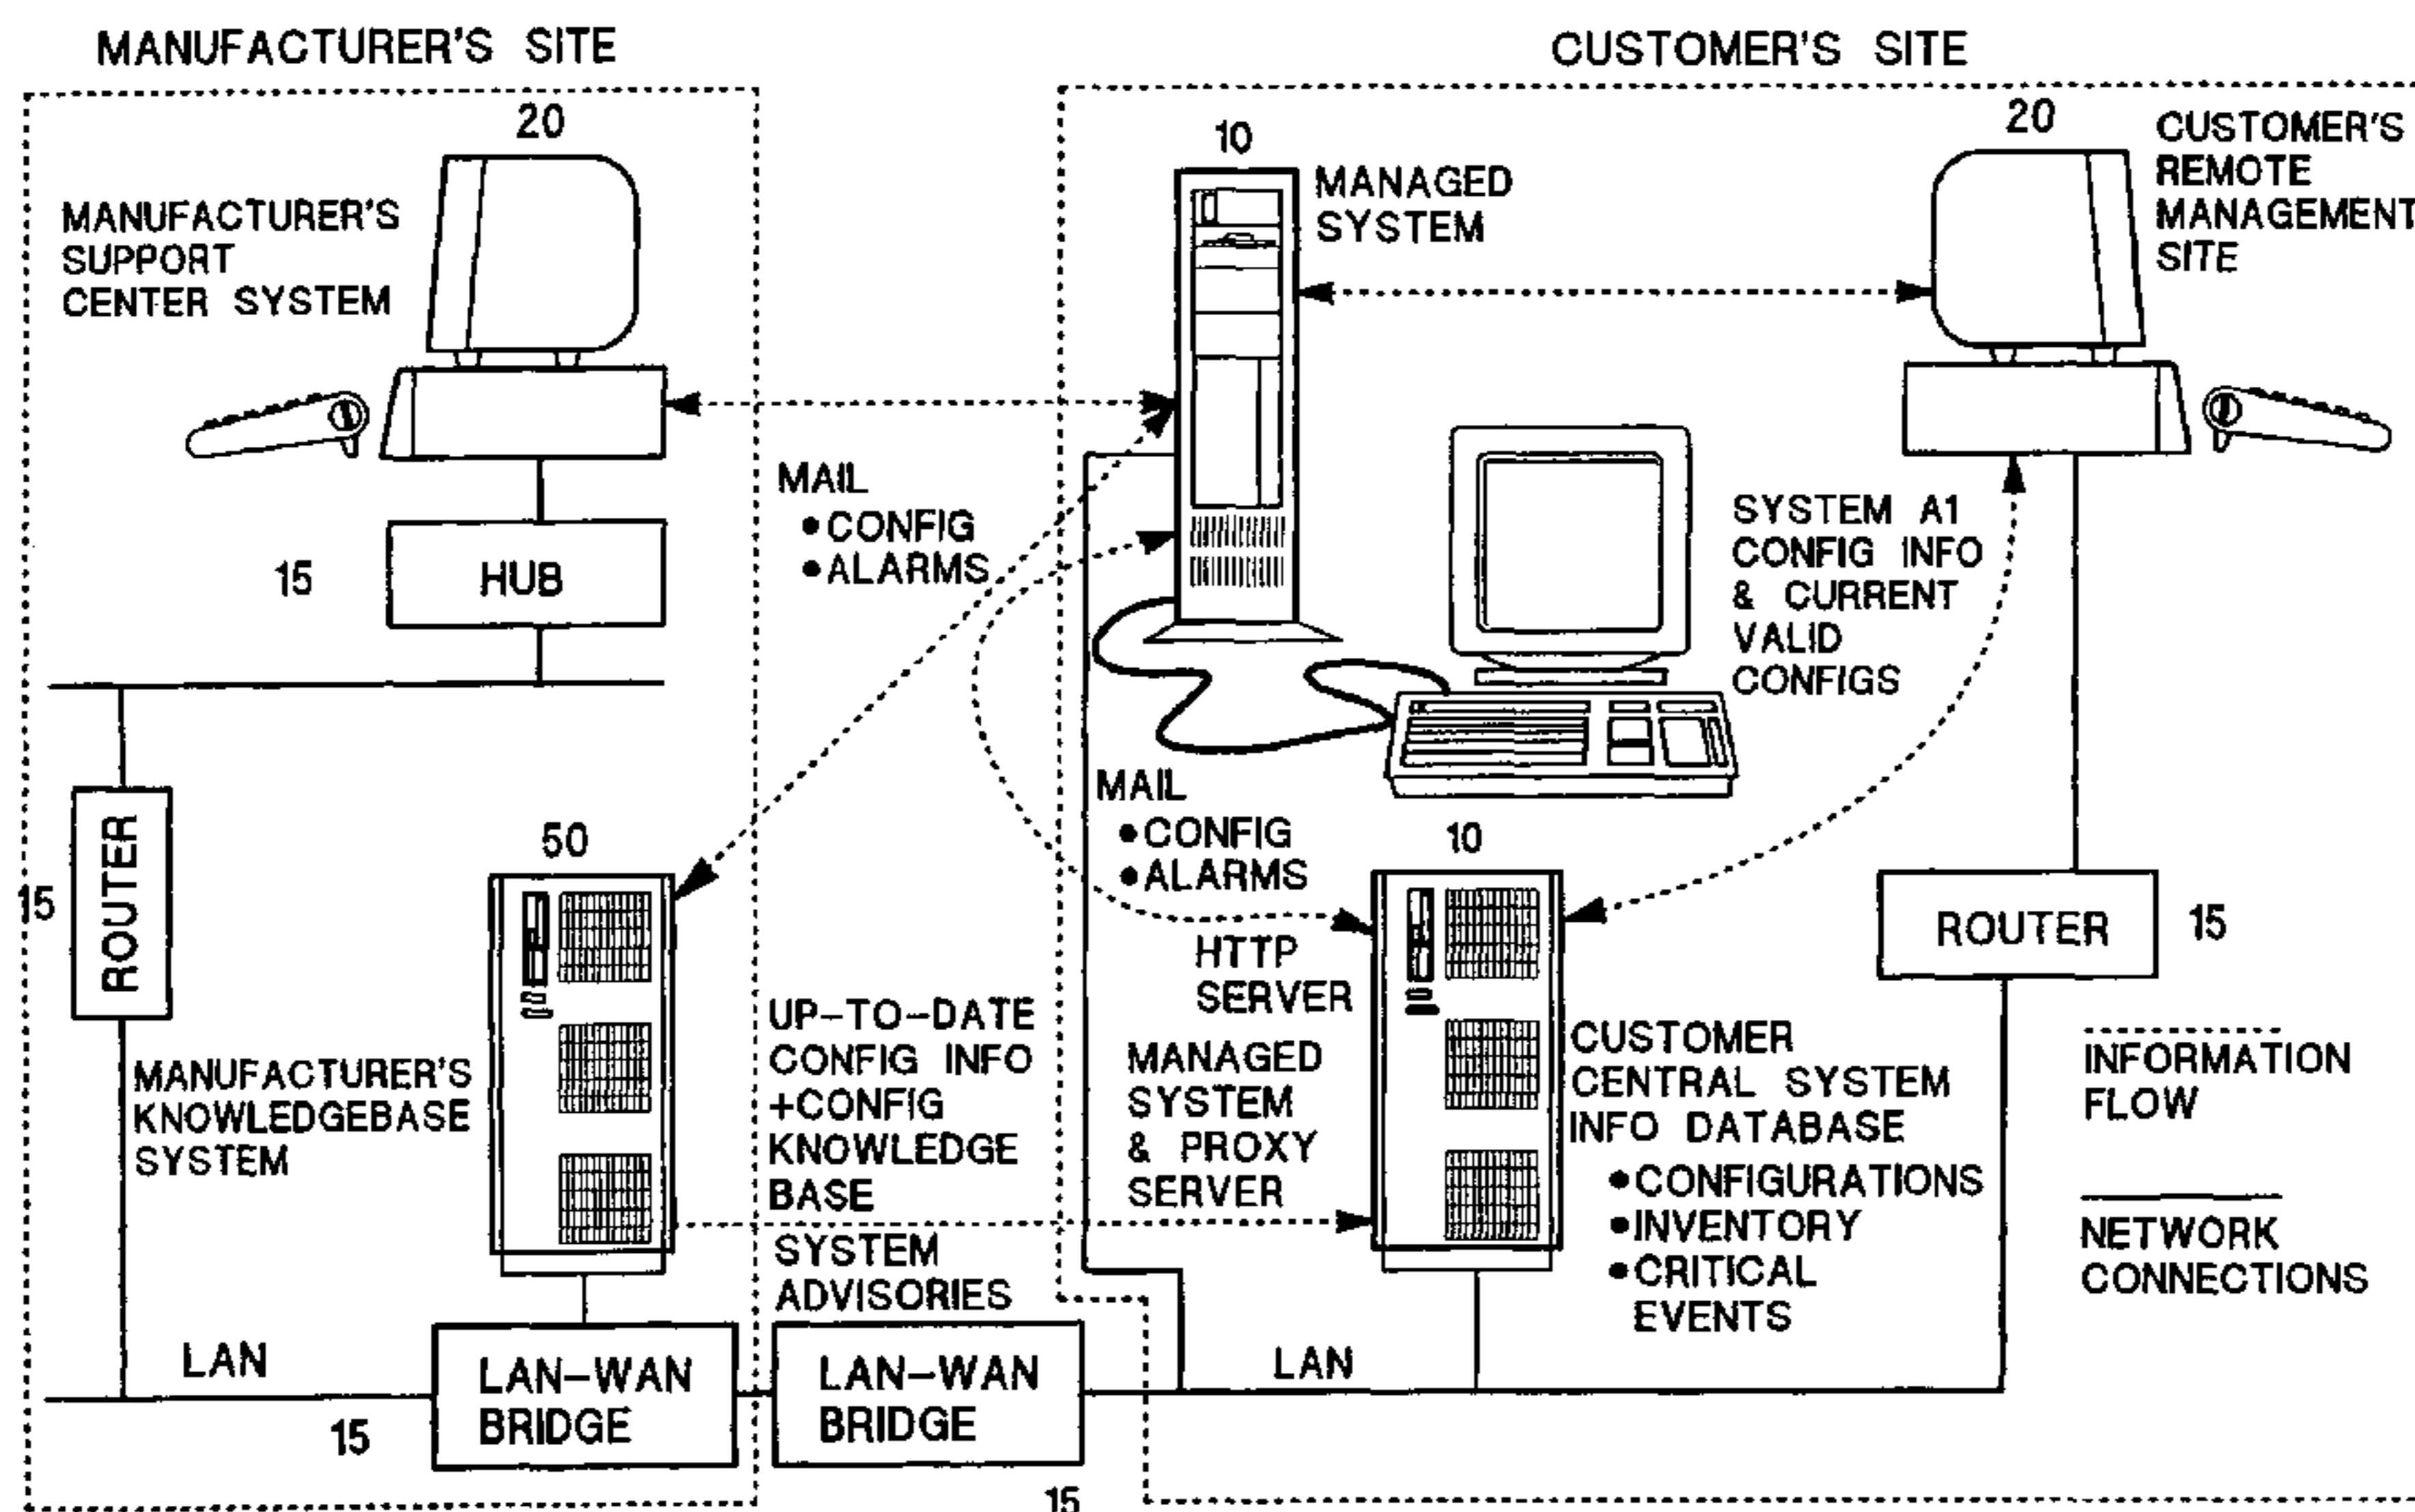 MANUFACTURER'S SITE
CUSTOMER'S SITE
20
MANUFACTURER'S
SUPPORT
CENTER SYSTEM
10
MANAGED
SYSTEM
20
CUSTOMER'S
REMOTE
MANAGEMENT
SITE
MAIL
•CONFIG
•ALARMS
15
HUB
SYSTEM A1
CONFIG INFO
& CURRENT
VALID
CONFIGS
15
ROUTER
50
MANUFACTURER'S
KNOWLEDGEBASE
SYSTEM
MAIL
•CONFIG
•ALARMS
10
HTTP
SERVER
ROUTER
15
UP-TO-DATE
CONFIG INFO
+CONFIG
KNOWLEDGE
BASE
SYSTEM
ADVISORIES
MANAGED
SYSTEM
& PROXY
SERVER
CUSTOMER
CENTRAL SYSTEM
INFO DATABASE
•CONFIGURATIONS
•INVENTORY
•CRITICAL
EVENTS
INFORMATION
FLOW
NETWORK
CONNECTIONS
LAN
15
LAN-WAN
BRIDGE
LAN-WAN
BRIDGE
15
LAN